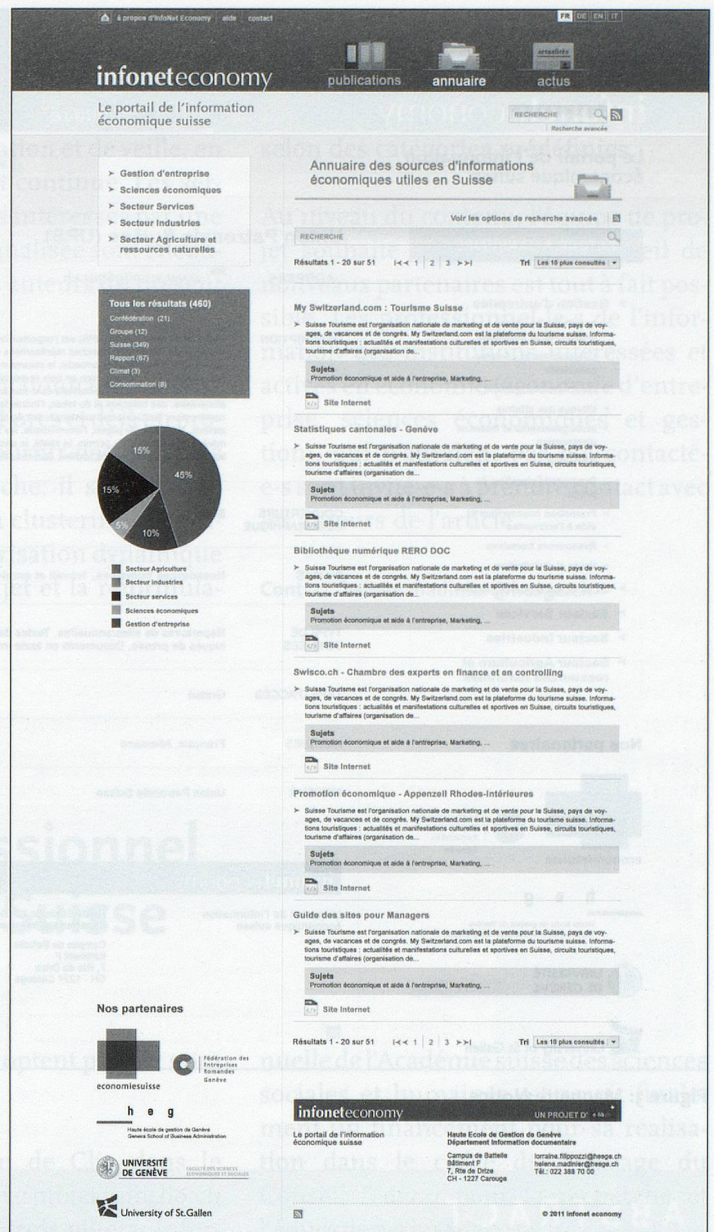 à propos d'InfoNet Economy aide contact
FR DE EN IT
infoneteconomy
publications annuaire actus
actualités
Le portail de l'information
économique suisse
RECHERCHE
Recherche avancée
➢ Gestion d'entreprise
➢ Sciences économiques
➢ Secteur Services
➢ Secteur Industries
➢ Secteur Agriculture et
ressources naturelles
Tous les résultats (460)
Confédération (21)
Groupe (12)
Suisse (349)
Rapport (67)
Climat (3)
Consommation (8)
15%
45%
15%
5%
10%
Secteur Agriculture
Secteur industries
Secteur services
Sciences économiques
Gestion d'entreprise
Annuaire des sources d'informations
économiques utiles en Suisse
Voir les options de recherche avancée
RECHERCHE
Résultats 1 - 20 sur 51 |<< 1 | 2 | 3 >>| Tri Les 10 plus consultés
My Switzerland.com : Tourisme Suisse
➢ Suisse Tourisme est l'organisation nationale de marketing et de vente pour la Suisse, pays de voy-
ages, de vacances et de congrès. My Switzerland.com est la plateforme du tourisme suisse. Informa-
tions touristiques : actualités et manifestations culturelles et sportives en Suisse, circuits touristiques,
tourisme d'affaires (organisation de...
Sujets
Promotion économique et aide à l'entreprise, Marketing, ...
Site Internet
Statistiques cantonales - Genève
➢ Suisse Tourisme est l'organisation nationale de marketing et de vente pour la Suisse, pays de voy-
ages, de vacances et de congrès. My Switzerland.com est la plateforme du tourisme suisse. Informa-
tions touristiques : actualités et manifestations culturelles et sportives en Suisse, circuits touristiques,
tourisme d'affaires (organisation de...
Sujets
Promotion économique et aide à l'entreprise, Marketing, ...
Site Internet
Bibliothèque numérique RERO DOC
➢ Suisse Tourisme est l'organisation nationale de marketing et de vente pour la Suisse, pays de voy-
ages, de vacances et de congrès. My Switzerland.com est la plateforme du tourisme suisse. Informa-
tions touristiques : actualités et manifestations culturelles et sportives en Suisse, circuits touristiques,
tourisme d'affaires (organisation de...
Sujets
Promotion économique et aide à l'entreprise, Marketing, ...
Site Internet
Swisco.ch - Chambre des experts en finance et en controlling
➢ Suisse Tourisme est l'organisation nationale de marketing et de vente pour la Suisse, pays de voy-
ages, de vacances et de congrès. My Switzerland.com est la plateforme du tourisme suisse. Informa-
tions touristiques : actualités et manifestations culturelles et sportives en Suisse, circuits touristiques,
tourisme d'affaires (organisation de...
Sujets
Promotion économique et aide à l'entreprise, Marketing, ...
Site Internet
Promotion économique - Appenzell Rhodes-Intérieures
➢ Suisse Tourisme est l'organisation nationale de marketing et de vente pour la Suisse, pays de voy-
ages, de vacances et de congrès. My Switzerland.com est la plateforme du tourisme suisse. Informa-
tions touristiques : actualités et manifestations culturelles et sportives en Suisse, circuits touristiques,
tourisme d'affaires (organisation de...
Sujets
Promotion économique et aide à l'entreprise, Marketing, ...
Site Internet
Guide des sites pour Managers
➢ Suisse Tourisme est l'organisation nationale de marketing et de vente pour la Suisse, pays de voy-
ages, de vacances et de congrès. My Switzerland.com est la plateforme du tourisme suisse. Informa-
tions touristiques : actualités et manifestations culturelles et sportives en Suisse, circuits touristiques,
tourisme d'affaires (organisation de...
Sujets
Promotion économique et aide à l'entreprise, Marketing, ...
Site Internet
Résultats 1 - 20 sur 51 |<< 1 | 2 | 3 >>| Tri Les 10 plus consultés
Nos partenaires
economiesuisse
Fédération des
Entreprises
Romandes
Genève
h e g
Haute école de gestion de Genève
Geneva School of Business Administration
UNIVERSITÉ
DE GENÈVE
FACULTÉ DES SCIENCES
ÉCONOMIQUES ET SOCIALES
University of St.Gallen
infoneteconomy
UN PROJET D'
Le portail de l'information
économique suisse
Haute Ecole de Gestion de Genève
Département Information documentaire
Campus de Battelle
Bâtiment F
7, Rte de Drize
CH - 1227 Carouge
lorraine.filippozzi@hesge.ch
helene.madinier@hesge.ch
Tél.: 022 388 70 00
© 2011 infonet economy